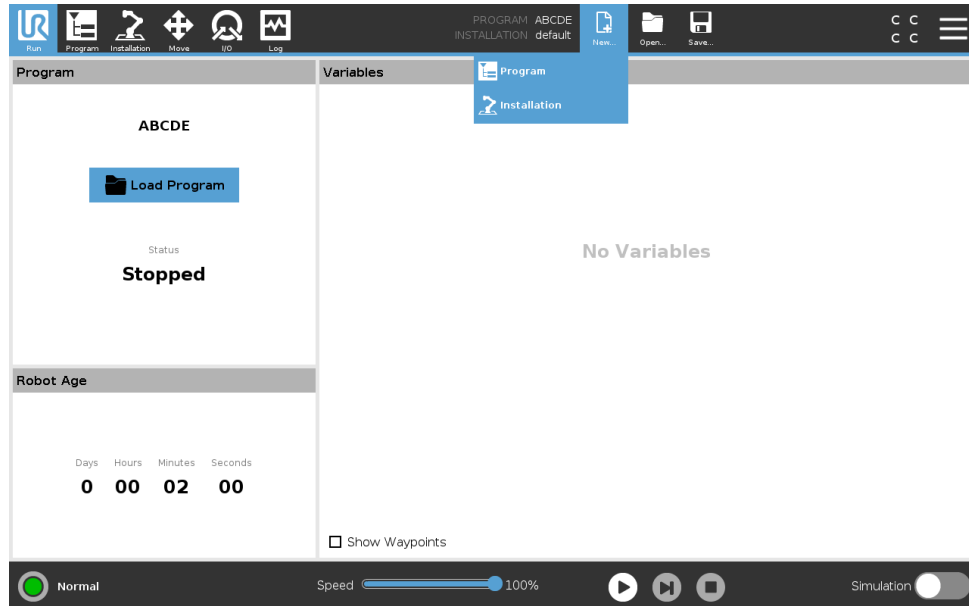 PROGRAM ABCDE
INSTALLATION default
C C
C C
Run Program Installation Move I/O Log New... Open... Save...
Program
Installation
Program
ABCDE
Load Program
Status
Stopped
Variables
No Variables
Show Waypoints
Robot Age
Days Hours Minutes Seconds
0 00 02 00
Normal
Speed 100%
Simulation